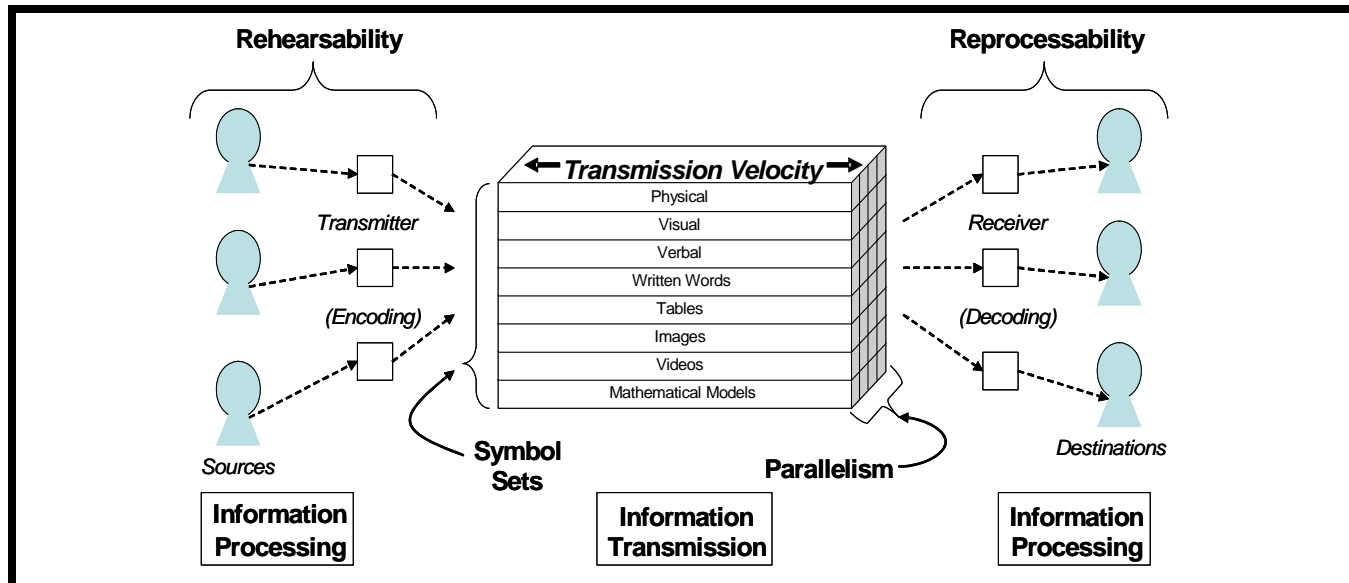 Rehearsability
Reprocessability
Transmission Velocity
Physical
Visual
Verbal
Written Words
Tables
Images
Videos
Mathematical Models
Transmitter
(Encoding)
Receiver
(Decoding)
Sources
Symbol
Sets
Parallelism
Destinations
Information
Processing
Information
Transmission
Information
Processing